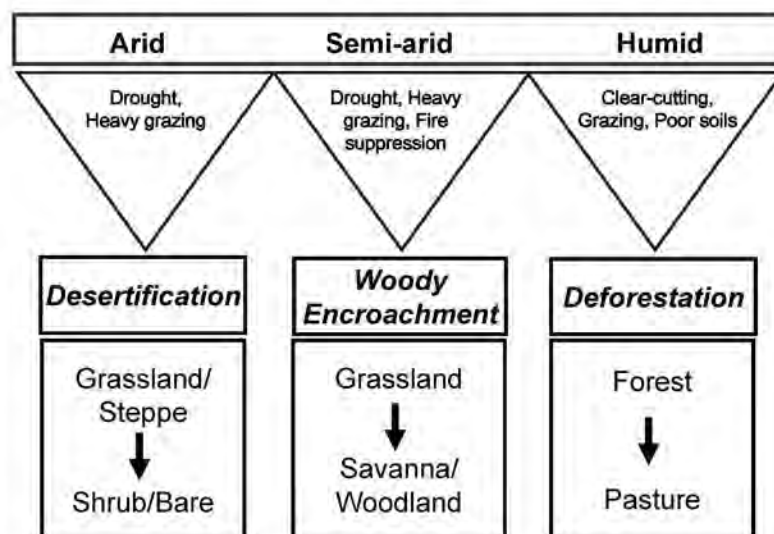 Arid Semi-arid Humid
Drought,
Heavy grazing
Drought, Heavy
grazing, Fire
suppression
Clear-cutting,
Grazing, Poor soils
Desertification
Woody
Encroachment
Deforestation
Grassland/
Steppe
Shrub/Bare
Grassland
Savanna/
Woodland
Forest
Pasture